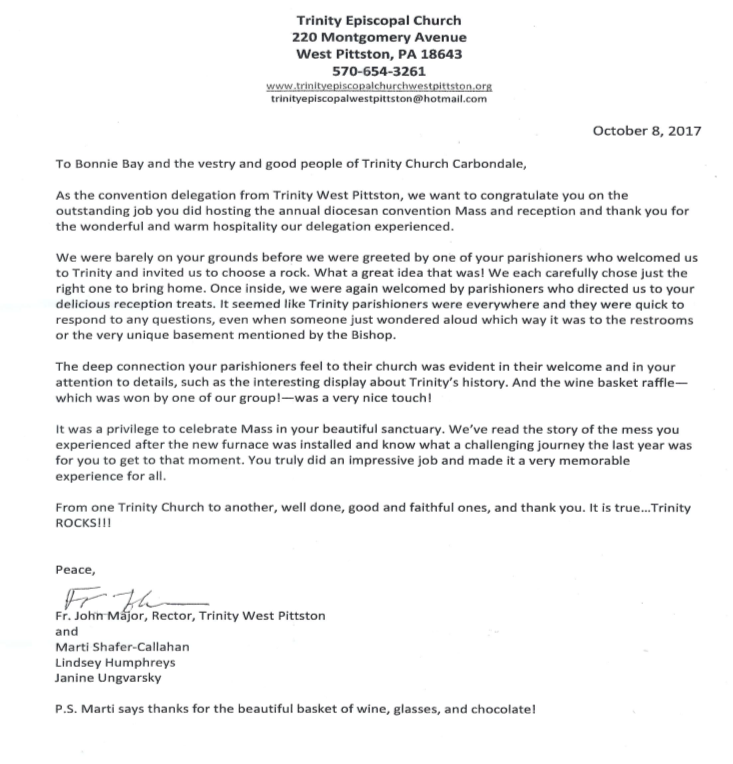 Trinity Episcopal Church
220 Montgomery Avenue
West Pittston, PA 18643
570-654-3261
www.trinityepiscopalchurchwestpittston.org
trinityepiscopalwestpittston@hotmail.com
October 8, 2017
To Bonnie Bay and the vestry and good people of Trinity Church Carbondale,
As the convention delegation from Trinity West Pittston, we want to congratulate you on the
outstanding job you did hosting the annual diocesan convention Mass and reception and thank you for
the wonderful and warm hospitality our delegation experienced.
We were barely on your grounds before we were greeted by one of your parishioners who welcomed us
to Trinity and invited us to choose a rock. What a great idea that was! We each carefully chose just the
right one to bring home. Once inside, we were again welcomed by parishioners who directed us to your
delicious reception treats. It seemed like Trinity parishioners were everywhere and they were quick to
respond to any questions, even when someone just wondered aloud which way it was to the restrooms
or the very unique basement mentioned by the Bishop.
The deep connection your parishioners feel to their church was evident in their welcome and in your
attention to details, such as the interesting display about Trinity's history. And the wine basket raffle—
which was won by one of our group!—was a very nice touch!
It was a privilege to celebrate Mass in your beautiful sanctuary. We've read the story of the mess you
experienced after the new furnace was installed and know what a challenging journey the last year was
for you to get to that moment. You truly did an impressive job and made it a very memorable
experience for all.
From one Trinity Church to another, well done, good and faithful ones, and thank you. It is true...Trinity
ROCKS!!!
Peace,
Fr. John Major, Rector, Trinity West Pittston
and
Marti Shafer-Callahan
Lindsey Humphreys
Janine Ungvarsky
P.S. Marti says thanks for the beautiful basket of wine, glasses, and chocolate!